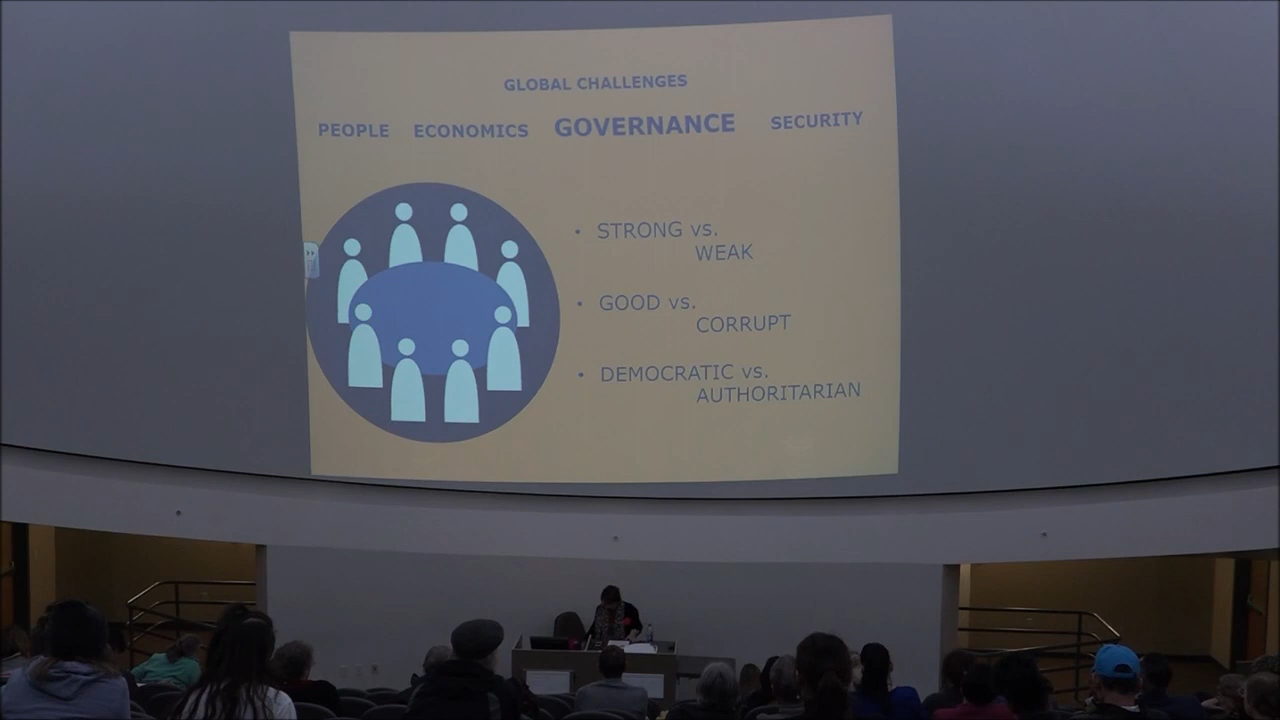 GLOBAL CHALLENGES
PEOPLE ECONOMICS GOVERNANCE SECURITY
• STRONG vs.
WEAK
• GOOD vs.
CORRUPT
• DEMOCRATIC vs.
AUTHORITARIAN